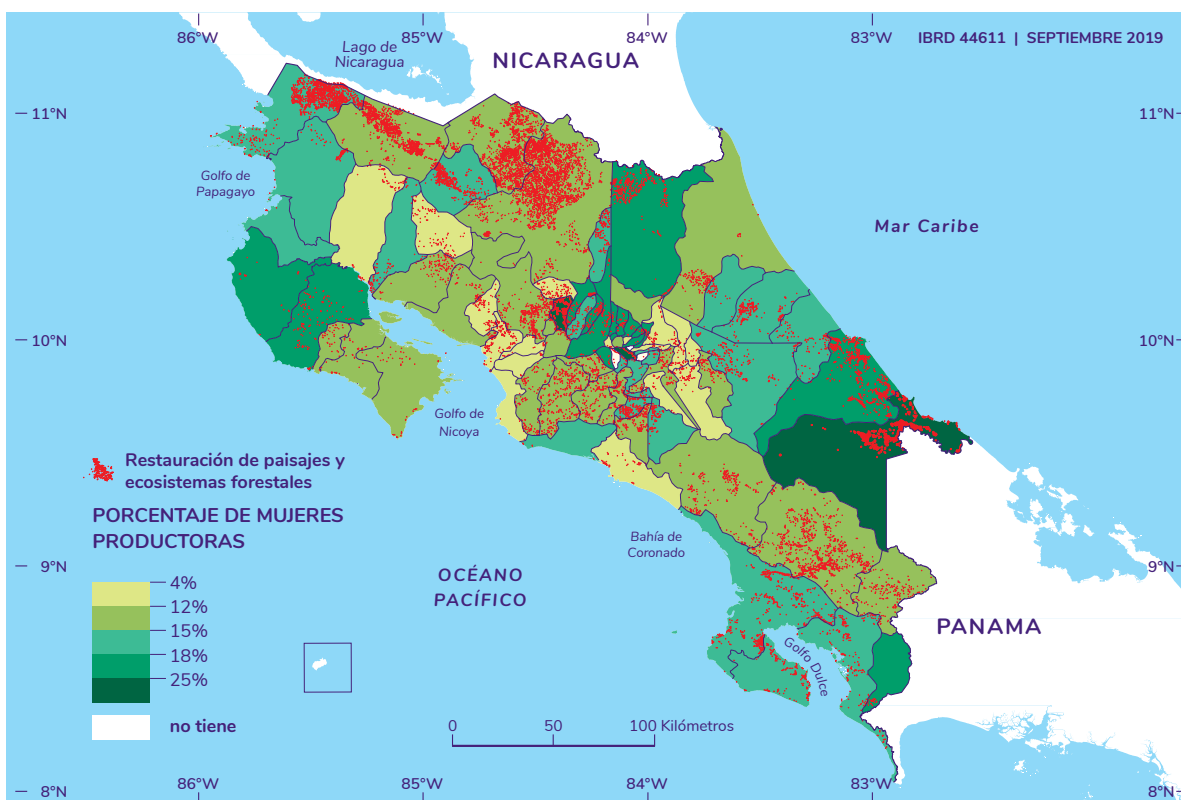 86°W
85°W
84°W
83°W
IBRD 44611 | SEPTIEMBRE 2019
Lago de
Nicaragua
NICARAGUA
11°N
11°N
Golfo de
Papagayo
Mar Caribe
10°N
10°N
Golfo de
Nicoya
Restauración de paisajes y
ecosistemas forestales
PORCENTAJE DE MUJERES
PRODUCTORAS
4%
12%
15%
18%
25%
no tiene
Bahía de
Coronado
OCÉANO
PACÍFICO
9°N
9°N
PANAMA
Golfo Dulce
0 50 100 Kilómetros
8°N
86°W
85°W
84°W
83°W
8°N